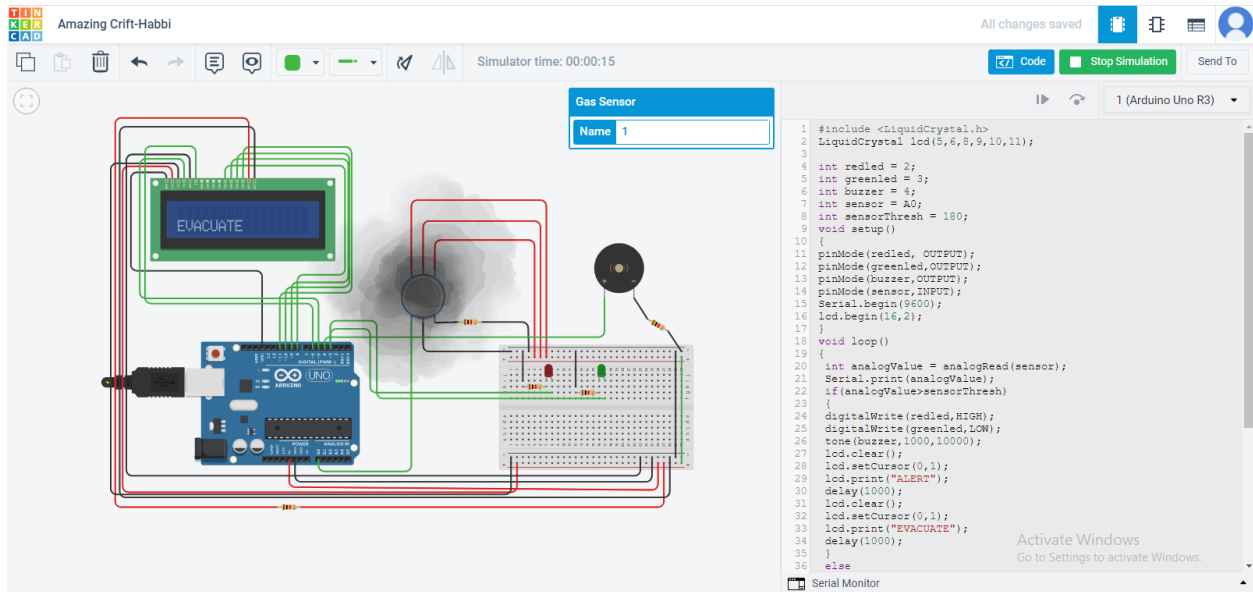 TIN
KER
CAD
Amazing Crift-Habbi
All changes saved
Simulator time: 00:00:15
Code
Stop Simulation
Send To
Gas Sensor
Name 1
1 (Arduino Uno R3)
EVACUATE
DIGITAL (PWM~)
UNO
ARDUINO
POWER
ANALOG IN
1 #include <LiquidCrystal.h>
2 LiquidCrystal lcd(5,6,8,9,10,11);
3
4 int redled = 2;
5 int greenled = 3;
6 int buzzer = 4;
7 int sensor = A0;
8 int sensorThresh = 180;
9 void setup()
10 {
11 pinMode(redled, OUTPUT);
12 pinMode(greenled,OUTPUT);
13 pinMode(buzzer,OUTPUT);
14 pinMode(sensor,INPUT);
15 Serial.begin(9600);
16 lcd.begin(16,2);
17 }
18 void loop()
19 {
20 int analogValue = analogRead(sensor);
21 Serial.print(analogValue);
22 if(analogValue>sensorThresh)
23 {
24 digitalWrite(redled,HIGH);
25 digitalWrite(greenled,LOW);
26 tone(buzzer,1000,10000);
27 lcd.clear();
28 lcd.setCursor(0,1);
29 lcd.print("ALERT");
30 delay(1000);
31 lcd.clear();
32 lcd.setCursor(0,1);
33 lcd.print("EVACUATE");
34 delay(1000);
35 }
36 else
Activate Windows
Go to Settings to activate Windows.
Serial Monitor